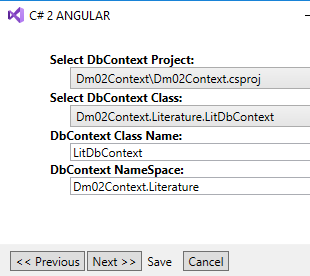 C# 2 ANGULAR
Select DbContext Project:
Dm02Context\Dm02Context.csproj
Select DbContext Class:
Dm02Context.Literature.LitDbContext
DbContext Class Name:
LitDbContext
DbContext NameSpace:
Dm02Context.Literature
<< Previous Next >> Save Cancel